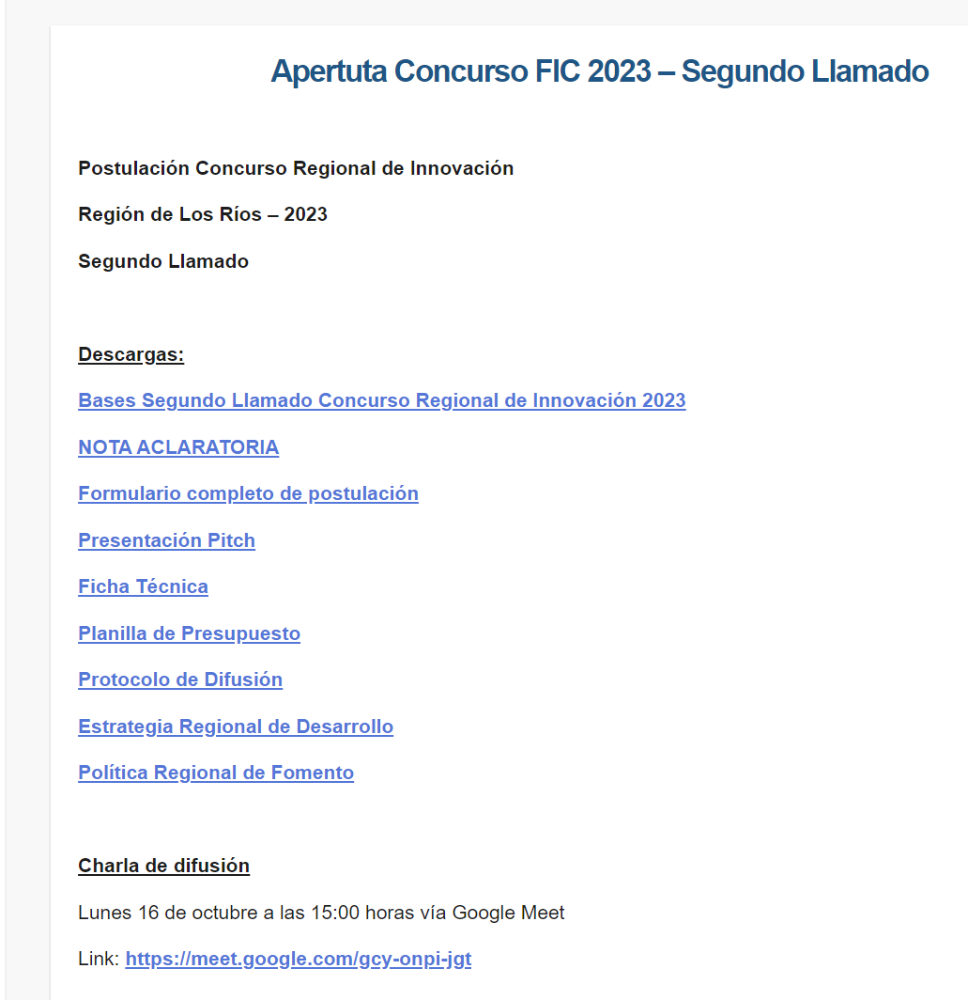 Apertuta Concurso FIC 2023 – Segundo Llamado
Postulación Concurso Regional de Innovación
Región de Los Ríos – 2023
Segundo Llamado
Descargas:
Bases Segundo Llamado Concurso Regional de Innovación 2023
NOTA ACLARATORIA
Formulario completo de postulación
Presentación Pitch
Ficha Técnica
Planilla de Presupuesto
Protocolo de Difusión
Estrategia Regional de Desarrollo
Política Regional de Fomento
Charla de difusión
Lunes 16 de octubre a las 15:00 horas vía Google Meet
Link: https://meet.google.com/gcy-onpi-jgt